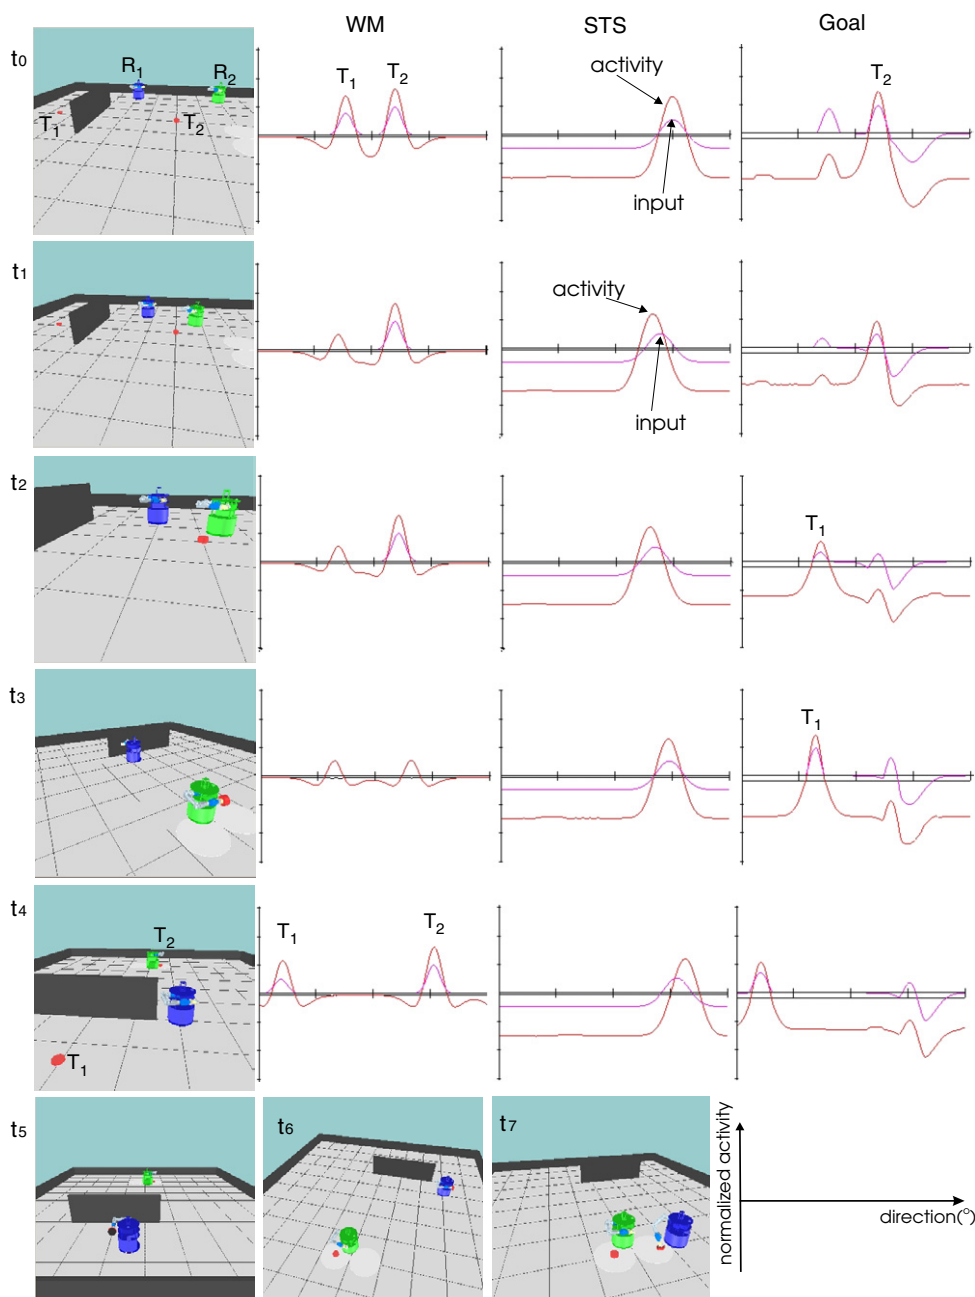 WM STS Goal
t0 R1 R2 T1 T2 T1 T2 activity input T2
t1 activity input
t2 T1
t3 T1
t4 T2 T1 T1 T2
t5 t6 t7
normalized activity
direction(°)